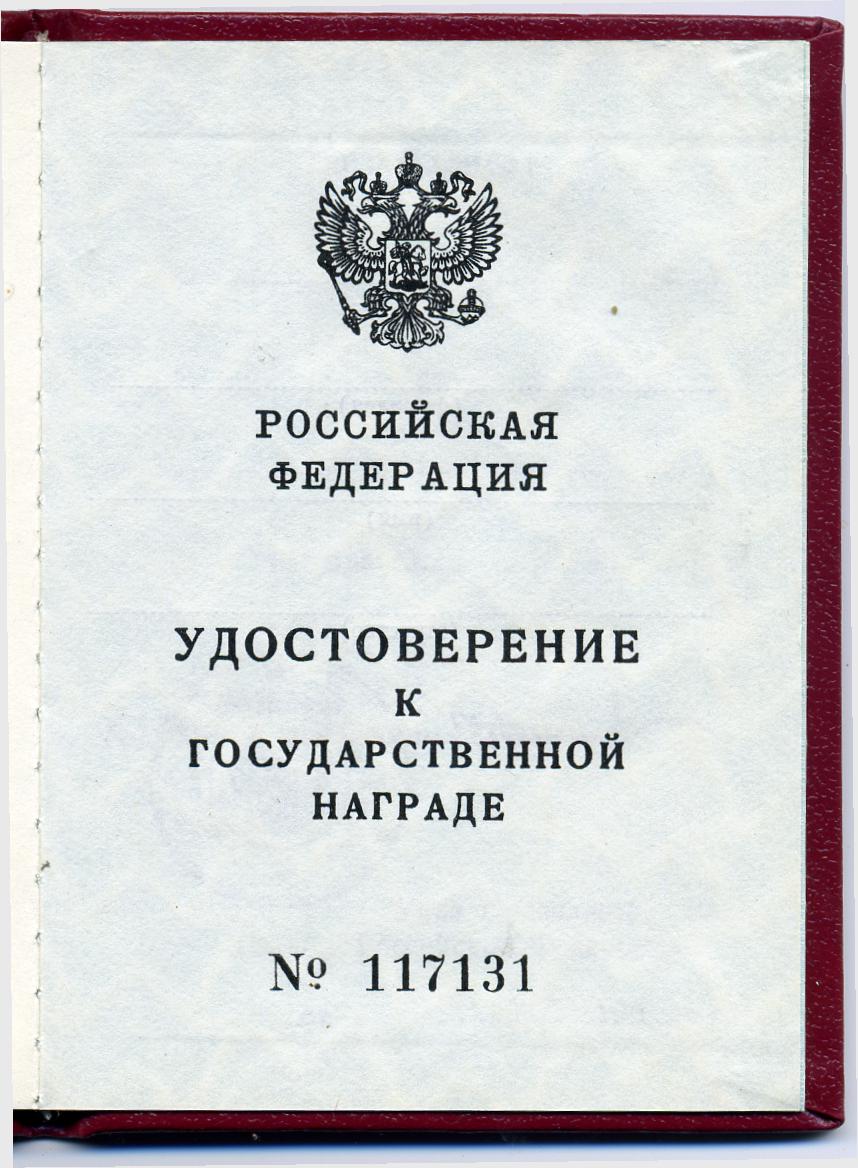 РОССИЙСКАЯ
ФЕДЕРАЦИЯ
УДОСТОВЕРЕНИЕ
К
ГОСУДАРСТВЕННОЙ
НАГРАДЕ
№ 117131